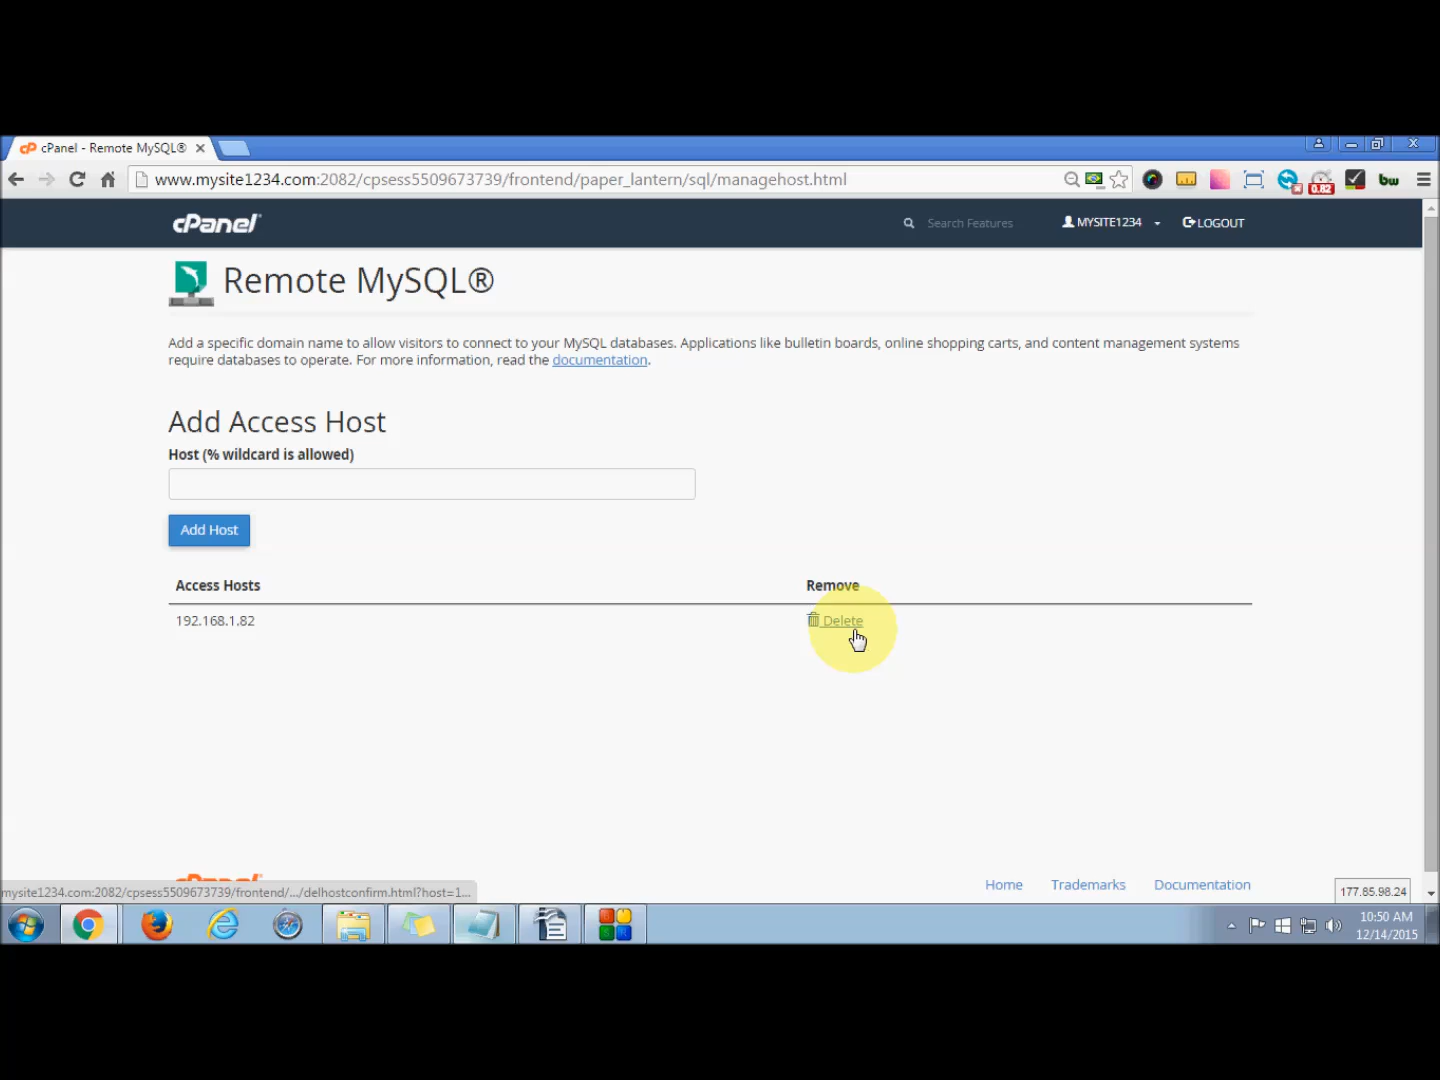 cPanel - Remote MySQL®
www.mysite1234.com:2082/cpsess5509673739/frontend/paper_lantern/sql/managehost.html
0.82
bw
cPanel
Search Features
MYSITE1234
LOGOUT
Remote MySQL®
Add a specific domain name to allow visitors to connect to your MySQL databases. Applications like bulletin boards, online shopping carts, and content management systems
require databases to operate. For more information, read the documentation.
Add Access Host
Host (% wildcard is allowed)
Add Host
Access Hosts
Remove
192.168.1.82
Delete
Home
Trademarks
Documentation
mysite1234.com:2082/cpsess5509673739/frontend/.../delhostconfirm.html?host=1...
177.85.98.24
10:50 AM
12/14/2015